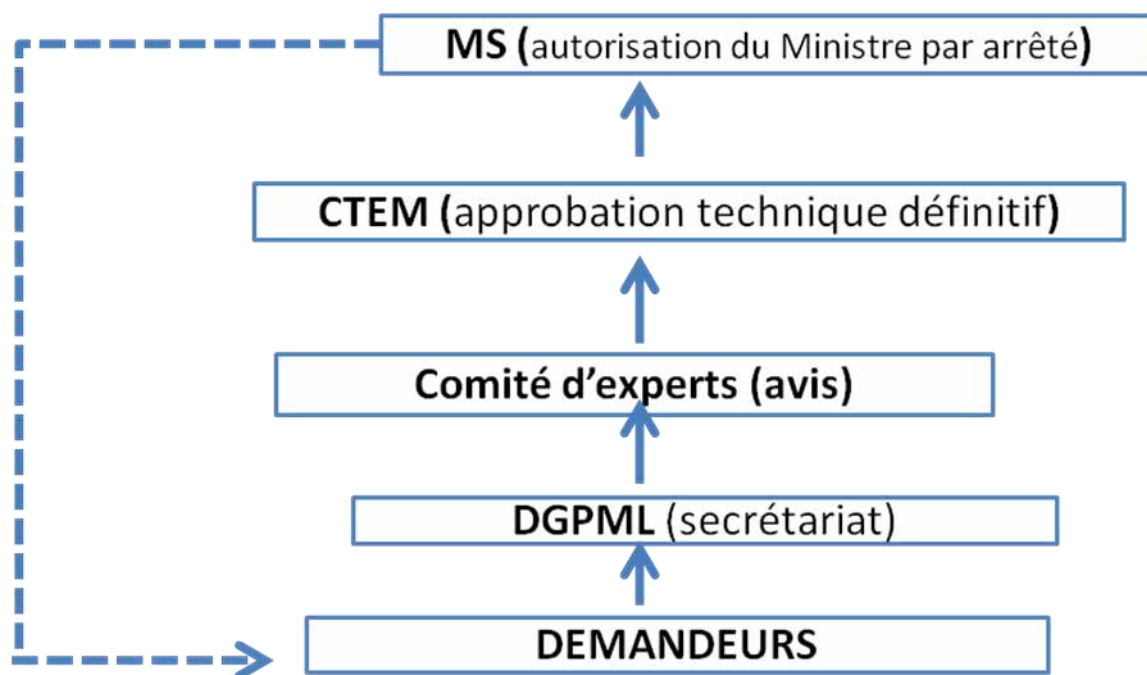 MS (autorisation du Ministre par arrêté)
CTEM (approbation technique définitif)
Comité d’experts (avis)
DGPML (secrétariat)
DEMANDEURS